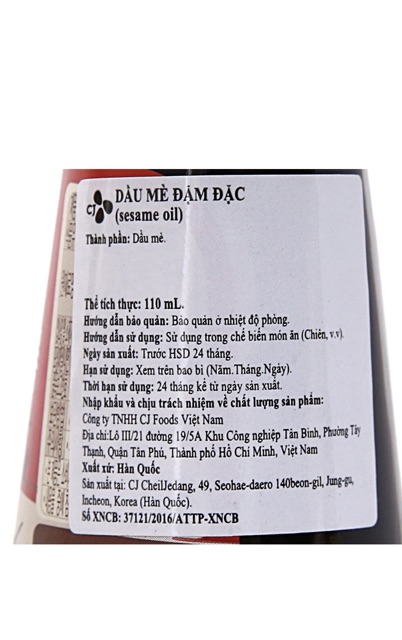 CJ
DẦU MÈ ĐẬM ĐẶC
(sesame oil)
Thành phần: Dầu mè.
Thể tích thực: 110 mL.
Hướng dẫn bảo quản: Bảo quản ở nhiệt độ phòng.
Hướng dẫn sử dụng: Sử dụng trong chế biến món ăn (Chiên, v.v).
Ngày sản xuất: Trước HSD 24 tháng.
Hạn sử dụng: Xem trên bao bì (Năm.Tháng.Ngày).
Thời hạn sử dụng: 24 tháng kể từ ngày sản xuất.
Nhập khẩu và chịu trách nhiệm về chất lượng sản phẩm:
Công ty TNHH CJ Foods Việt Nam
Địa chỉ:Lô III/21 đường 19/5A Khu Công nghiệp Tân Bình, Phường Tây
Thạnh, Quận Tân Phú, Thành phố Hồ Chí Minh, Việt Nam
Xuất xứ: Hàn Quốc
Sản xuất tại: CJ CheilJedang, 49, Seohae-daero 140beon-gil, Jung-gu,
Incheon, Korea (Hàn Quốc).
Số XNCB: 37121/2016/ATTP-XNCB